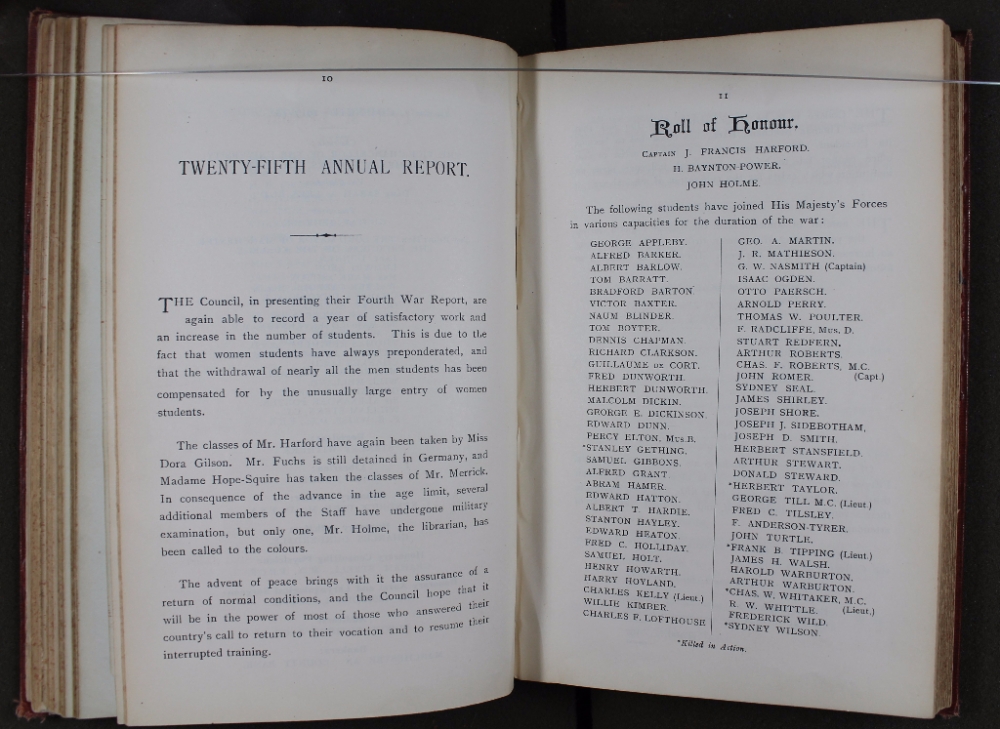 10
TWENTY-FIFTH ANNUAL REPORT.
THE Council, in presenting their Fourth War Report, are
again able to record a year of satisfactory work and
an increase in the number of students. This is due to the
fact that women students have always preponderated, and
that the withdrawal of nearly all the men students has been
compensated for by the unusually large entry of women
students.
The classes of Mr. Harford have again been taken by Miss
Dora Gilson. Mr. Fuchs is still detained in Germany, and
Madame Hope-Squire has taken the classes of Mr. Merrick.
In consequence of the advance in the age limit, several
additional members of the Staff have undergone military
examination, but only one, Mr. Holme, the librarian, has
been called to the colours.
The advent of peace brings with it the assurance of a
return of normal conditions, and the Council hope that it
will be in the power of most of those who answered their
country's call to return to their vocation and to resume their
interrupted training.
11
Roll of Honour.
CAPTAIN J. FRANCIS HARFORD.
H. BAYNTON-POWER.
JOHN HOLME.
The following students have joined His Majesty's Forces
in various capacities for the duration of the war:
GEORGE APPLEBY.
ALFRED BARKER.
ALBERT BARLOW.
TOM BARRATT.
BRADFORD BARTON.
VICTOR BAXTER.
NAUM BLINDER.
TOM BOYTER.
DENNIS CHAPMAN.
RICHARD CLARKSON.
GUILLAUME DE CORT.
FRED DUNWORTH.
HERBERT DUNWORTH.
MALCOLM DICKIN.
GEORGE E. DICKINSON.
EDWARD DUNN.
PERCY ELTON, MUS.B.
*STANLEY GETHING.
SAMUEL GIBBONS.
ALFRED GRANT.
ABRAM HAMER.
EDWARD HATTON.
ALBERT T. HARDIE.
STANTON HAYLEY.
EDWARD HEATON.
FRED C. HOLLIDAY.
SAMUEL HOLT.
HENRY HOWARTH.
HARRY HOYLAND.
CHARLES KELLY (Lieut.)
WILLIE KIMBER.
CHARLES F. LOFTHOUSE
GEO. A. MARTIN.
J. R. MATHIESON.
G. W. NASMITH (Captain)
ISAAC OGDEN.
OTTO PAERSCH.
ARNOLD PERRY.
THOMAS W. POULTER.
F. RADCLIFFE, MUS. D.
STUART REDFERN.
ARTHUR ROBERTS.
CHAS. F. ROBERTS, M.C.
JOHN ROMER. (Capt)
SYDNEY SEAL.
JAMES SHIRLEY.
JOSEPH SHORE.
JOSEPH J. SIDEBOTHAM.
JOSEPH D. SMITH.
HERBERT STANSFIELD.
ARTHUR STEWART.
DONALD STEWARD.
*HERBERT TAYLOR.
GEORGE TILL M.C. (Lieut.)
FRED C. TILSLEY.
F. ANDERSON-TYRER.
JOHN TURTLE.
*FRANK B. TIPPING (Lieut.)
JAMES H. WALSH.
HAROLD WARBURTON.
ARTHUR WARBURTON.
*CHAS. W. WHITAKER, M.C.
R. W. WHITTLE. (Lieut.)
FREDERICK WILD.
*SYDNEY WILSON.
*Killed in Action.